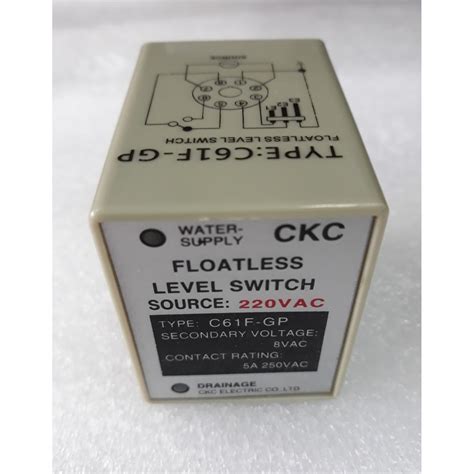 TYPE:C61F-GP
FLOATLESS LEVEL SWITCH
WATER-
SUPPLY
CKC
FLOATLESS
LEVEL SWITCH
SOURCE: 220VAC
TYPE: C61F-GP
SECONDARY VOLTAGE:
8VAC
CONTACT RATING:
5A 250VAC
DRAINAGE
CKC ELECTRIC CO.,LTD